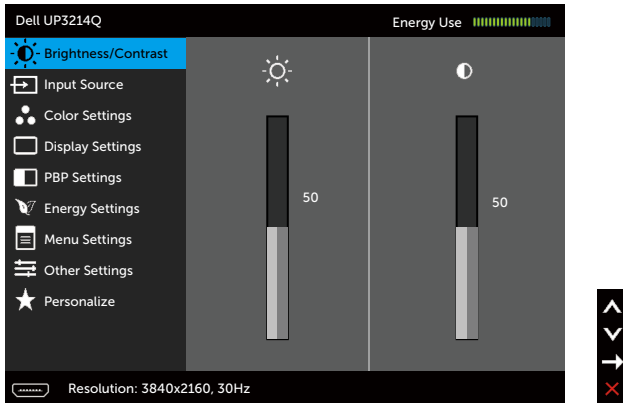 Dell UP3214Q
Energy Use
Brightness/Contrast
Input Source
Color Settings
Display Settings
PBP Settings
Energy Settings
Menu Settings
Other Settings
Personalize
50
50
Resolution: 3840x2160, 30Hz